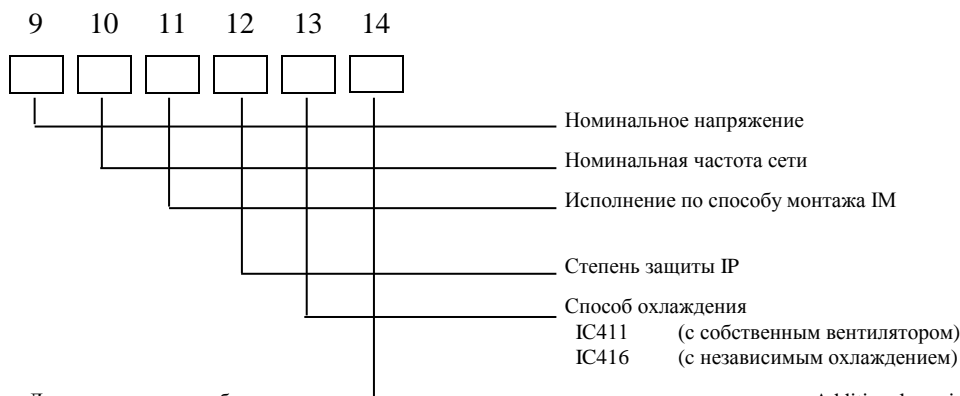 9 10 11 12 13 14
Номинальное напряжение
Номинальная частота сети
Исполнение по способу монтажа IM
Степень защиты IP
Способ охлаждения
IC411 (с собственным вентилятором)
IC416 (с независимым охлаждением)